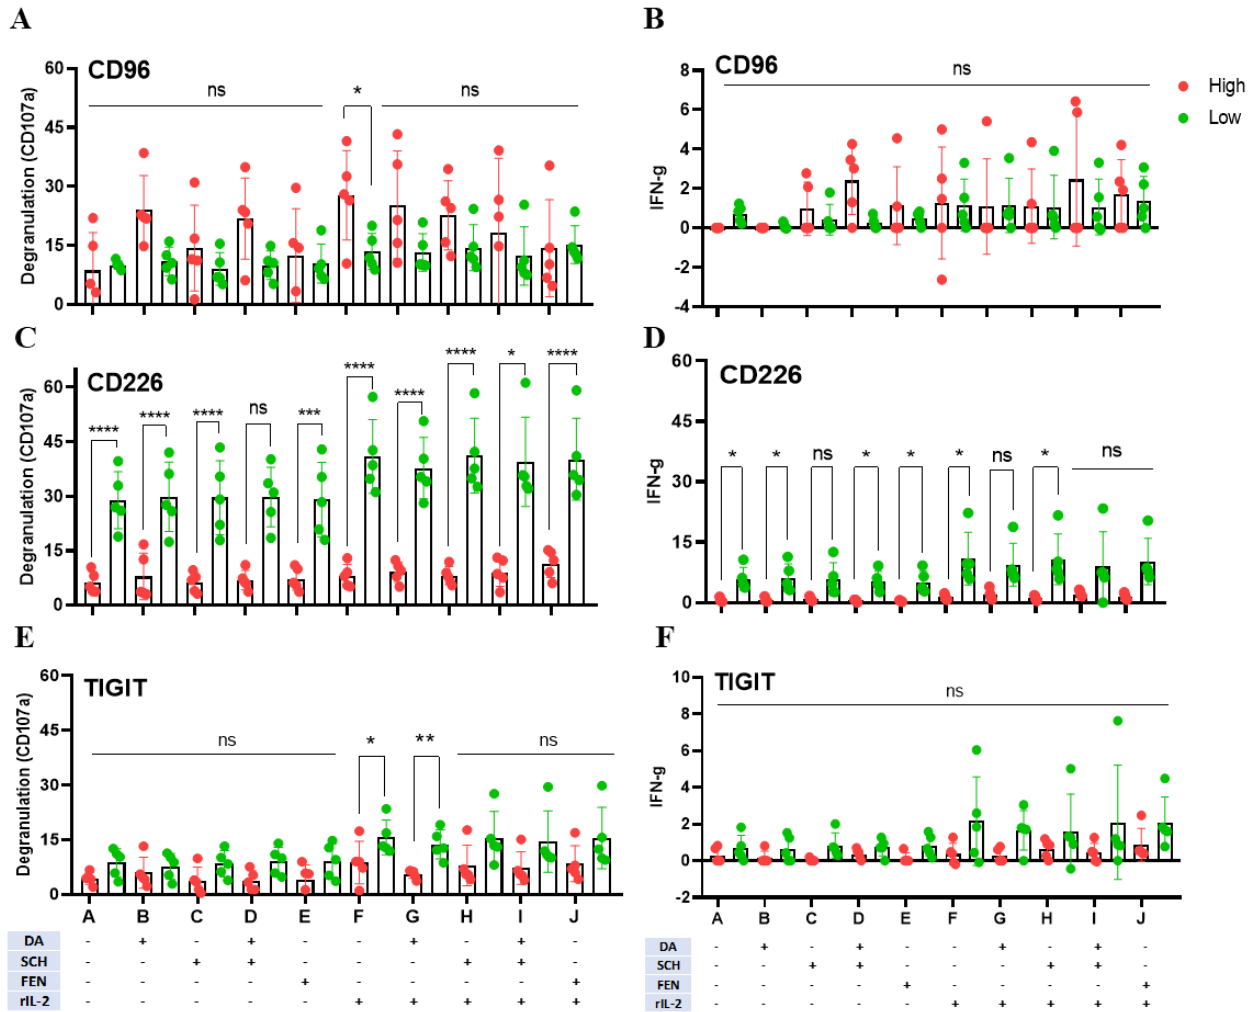 A
CD96
Degranulation (CD107a)
60
45
30
15
0
ns
*
ns
B
CD96
IFN-g
8
6
4
2
0
-2
-4
ns
High
Low
C
CD226
Degranulation (CD107a)
60
45
30
15
0
****
****
****
ns
***
****
****
****
*
****
D
CD226
IFN-g
60
45
30
15
0
*
*
ns
*
*
*
ns
*
ns
E
TIGIT
Degranulation (CD107a)
60
45
30
15
0
ns
*
**
ns
A B C D E F G H I J
DA - + - + - - + - + -
SCH - - + + - - - + + -
FEN - - - - + - - - - +
rIL-2 - - - - - + + + + +
F
TIGIT
IFN-g
10
8
6
4
2
0
-2
ns
A B C D E F G H I J
DA - + - + - - + - + -
SCH - - + + - - - + + -
FEN - - - - + - - - - +
rIL-2 - - - - - + + + + +